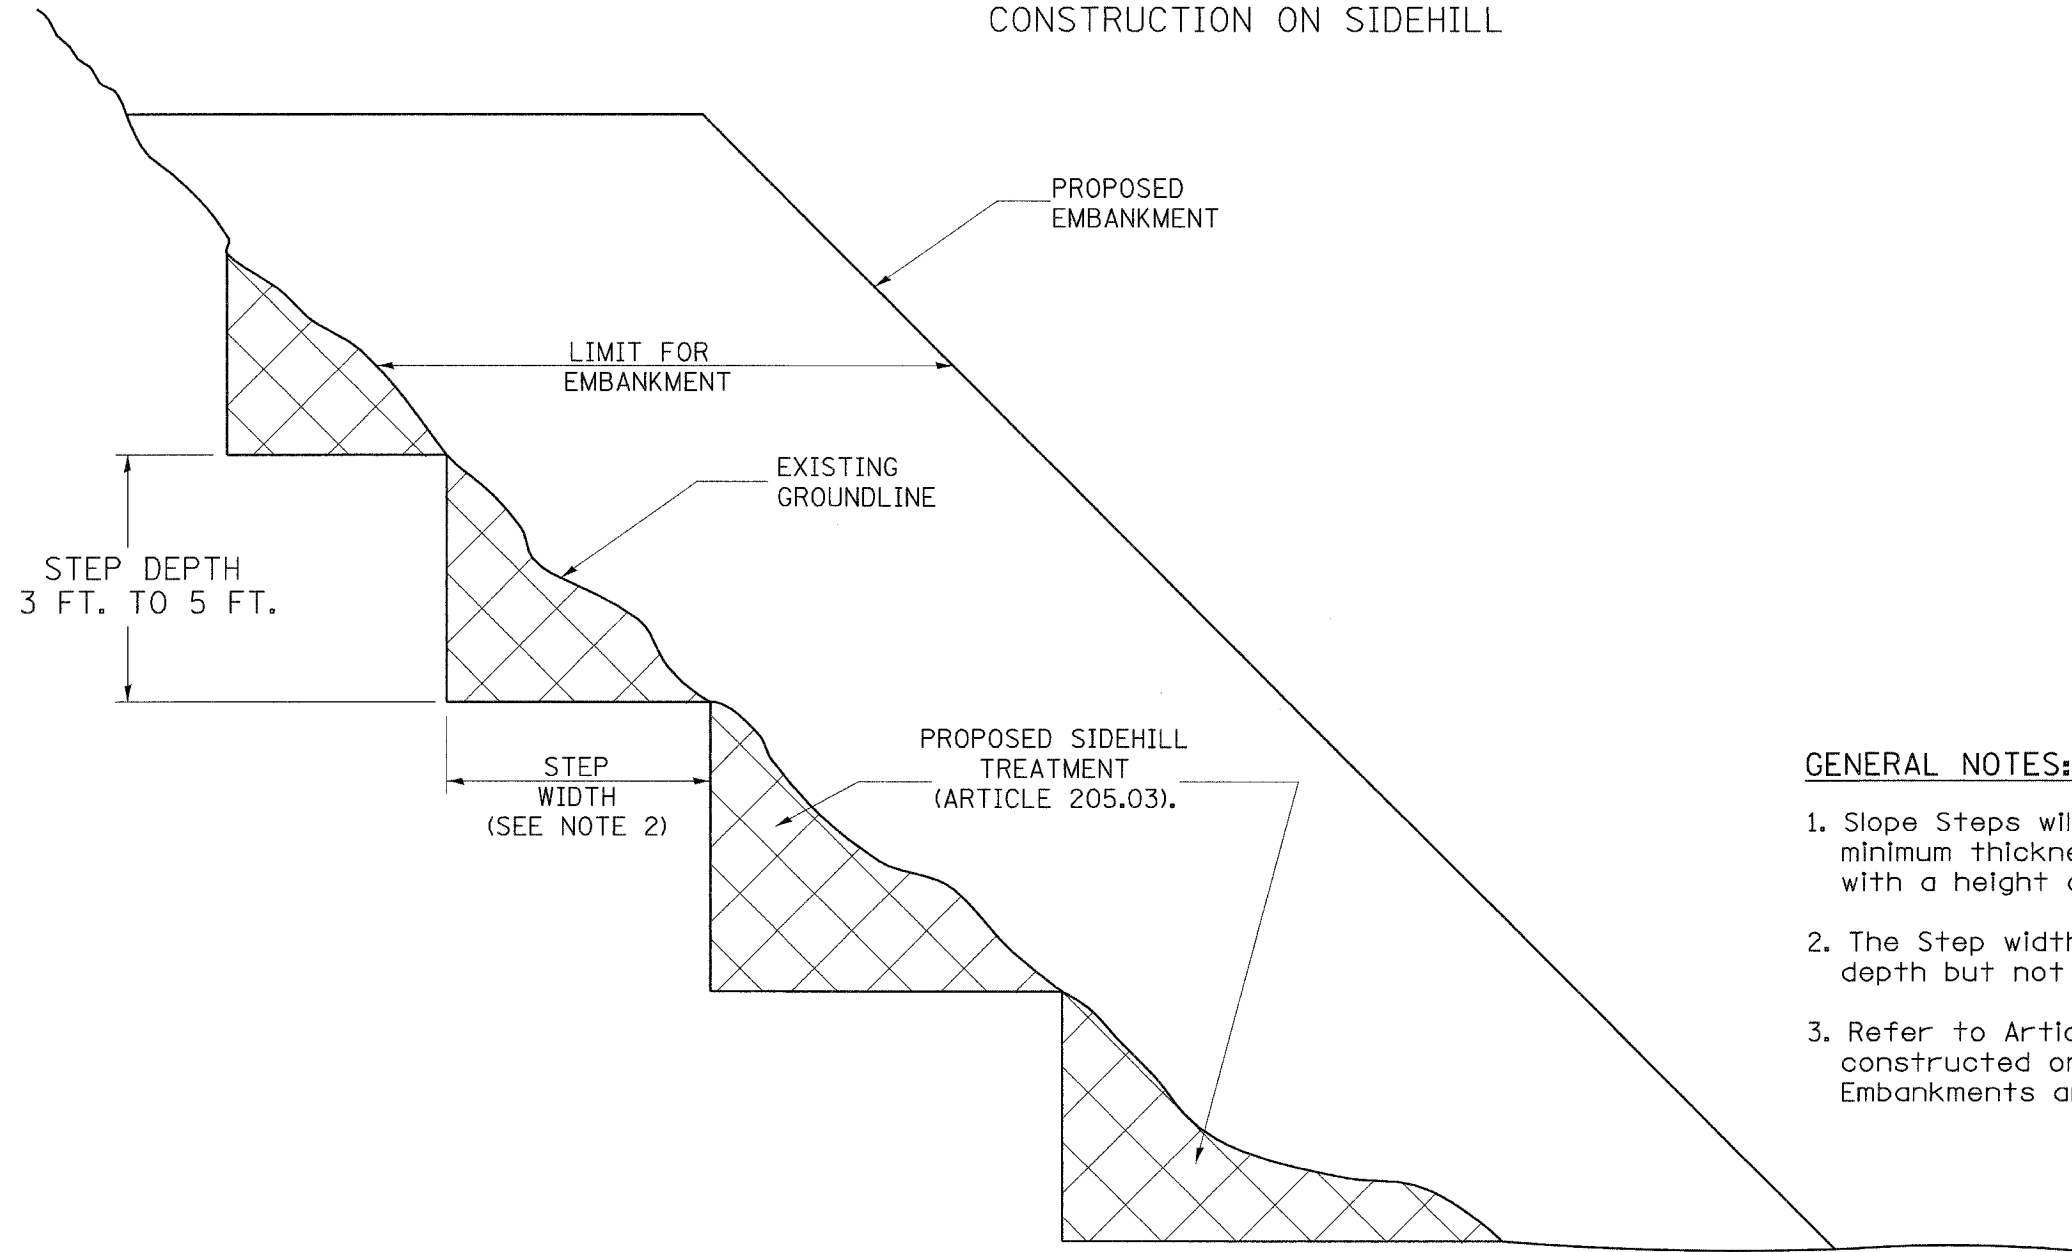 CONSTRUCTION ON SIDEHILL
PROPOSED
EMBANKMENT
LIMIT FOR
EMBANKMENT
EXISTING
GROUNDLINE
STEP DEPTH
3 FT. TO 5 FT.
STEP
WIDTH
(SEE NOTE 2)
PROPOSED SIDEHILL
TREATMENT
(ARTICLE 205.03).
GENERAL NOTES:
1. Slope Steps
minimum
with a height
2. The Step
depth but not
3. Refer to
constructed
Embankments